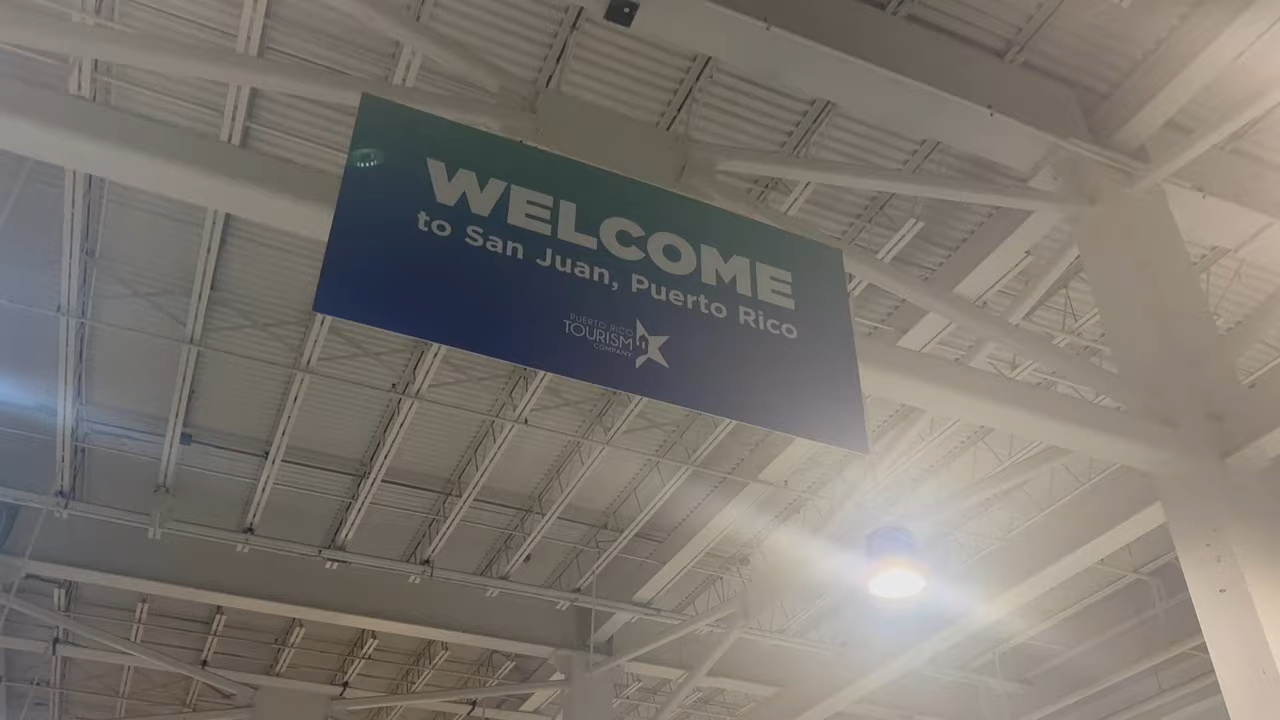 WELCOME
to San Juan, Puerto Rico
PUERTO RICO
TOURISM
COMPANY